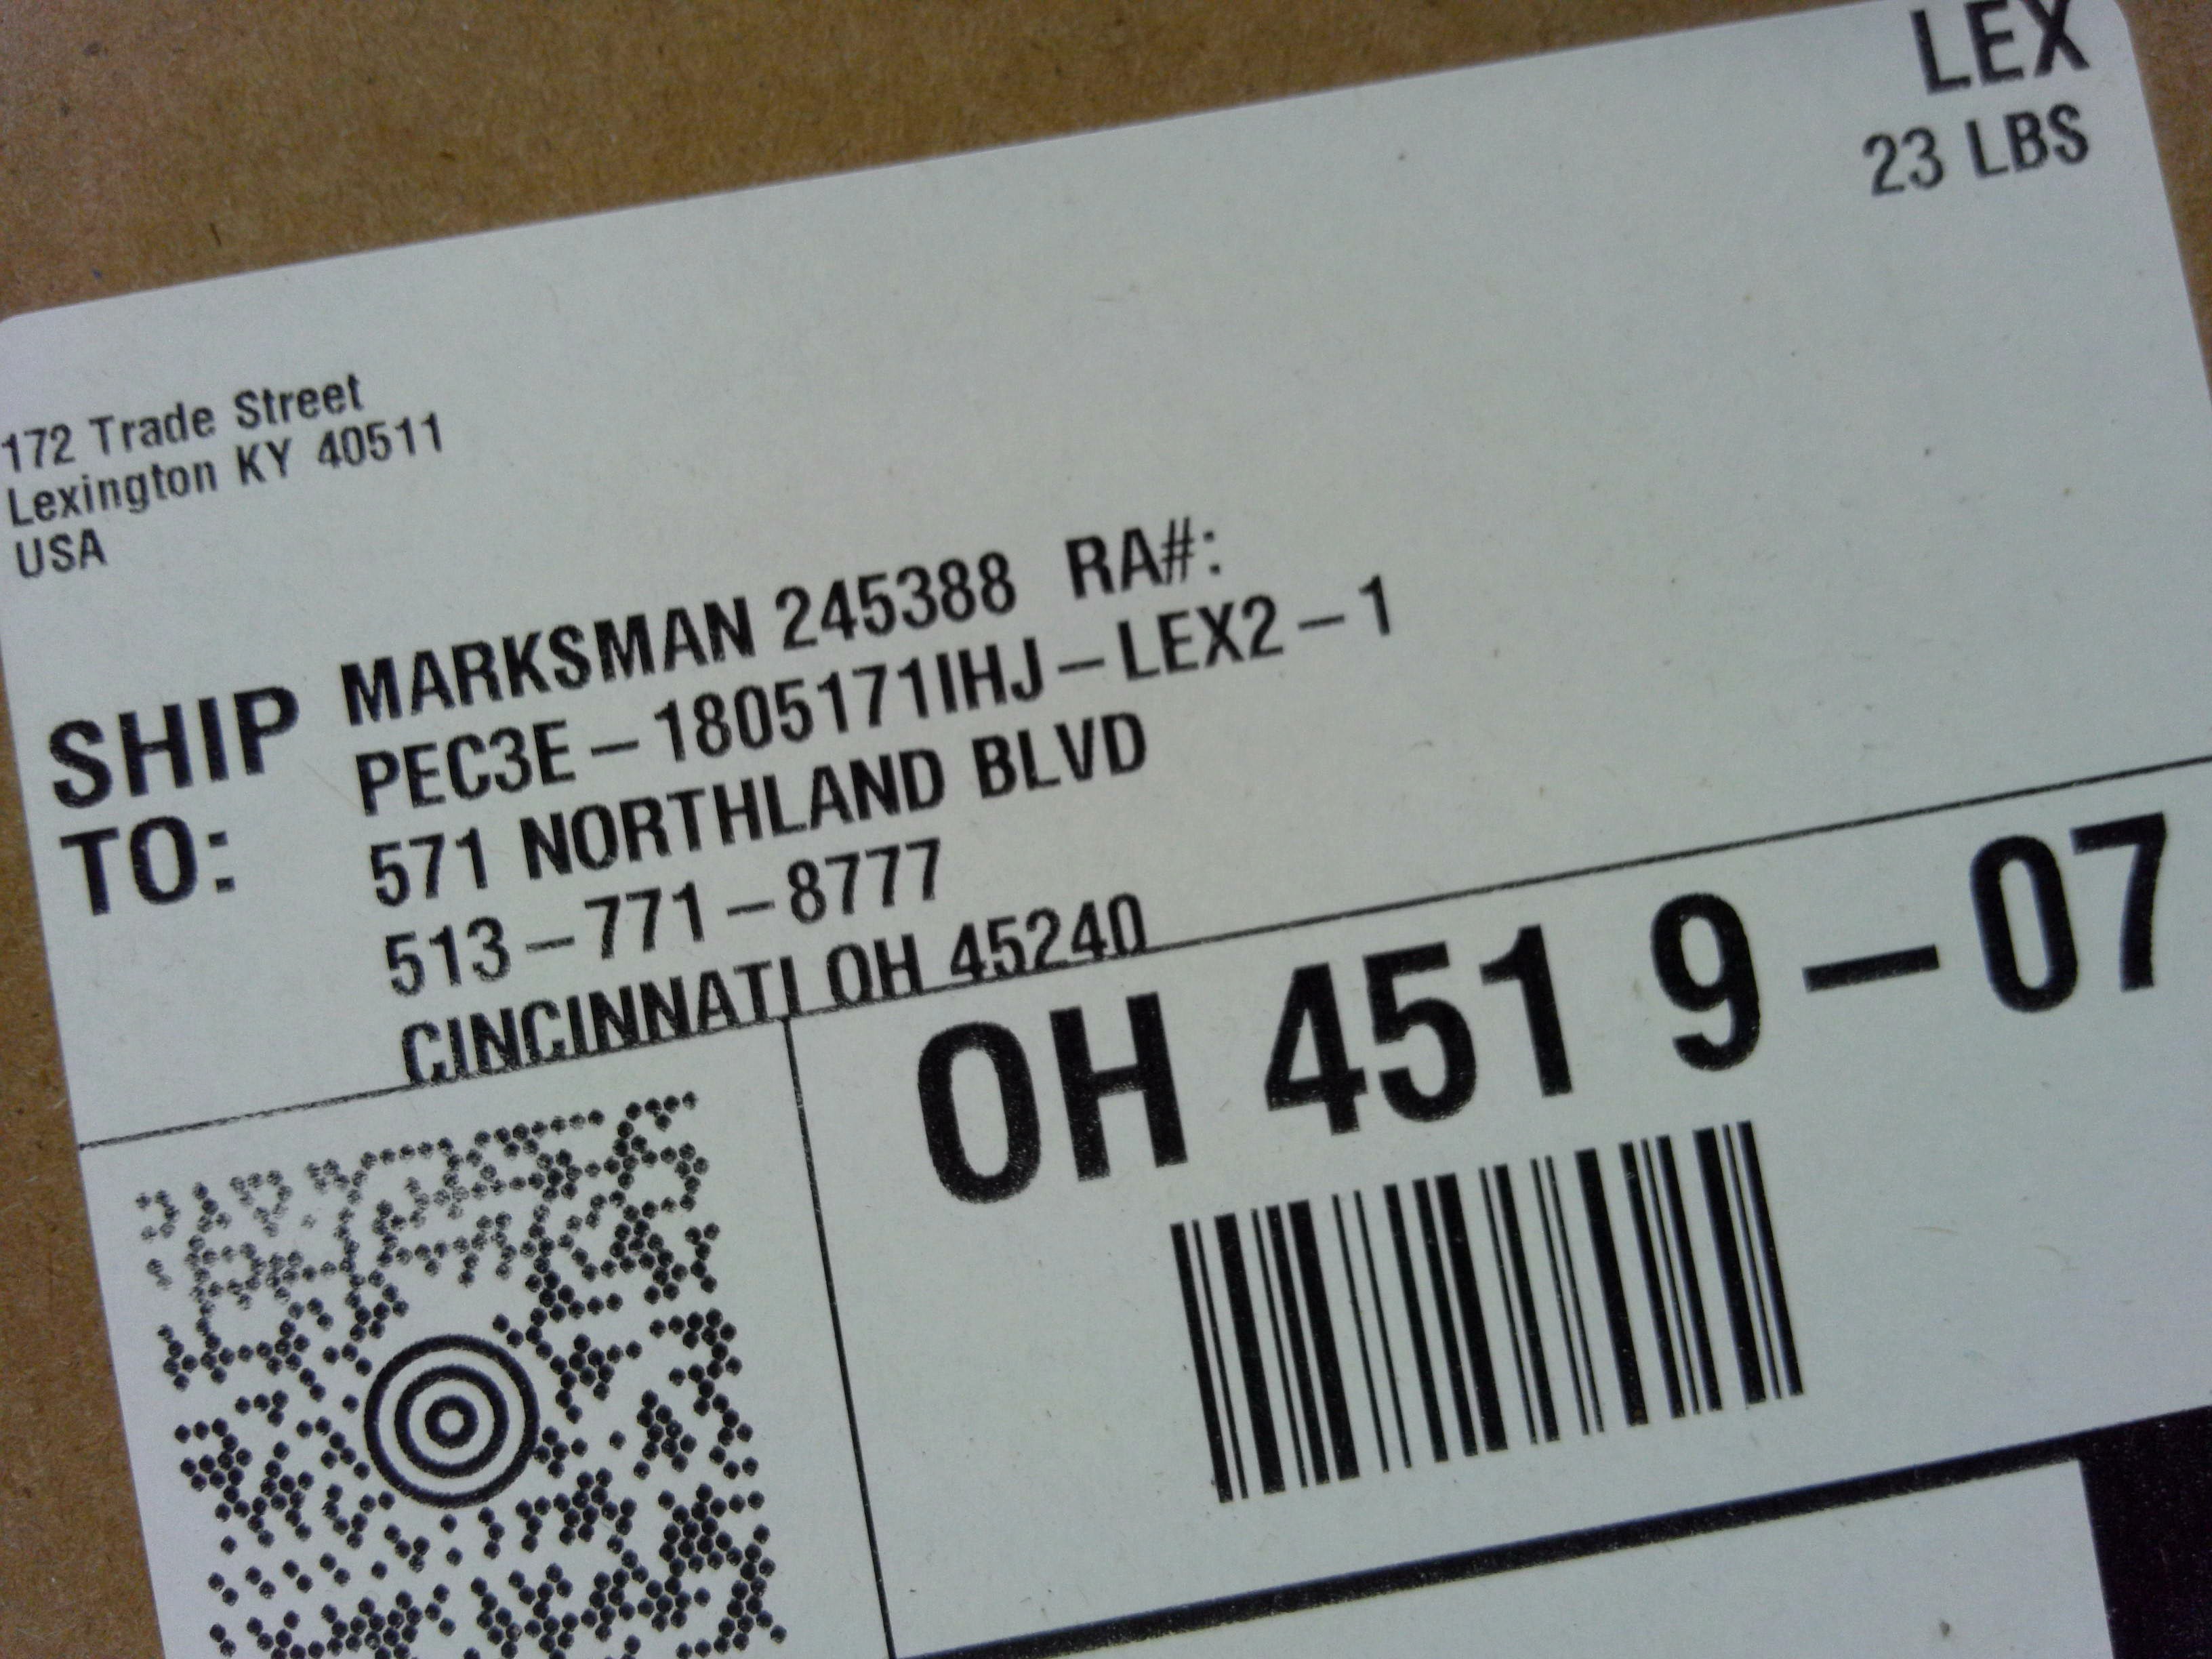 LEX
23 LBS
172 Trade Street
Lexington KY 40511
USA
SHIP TO:
MARKSMAN 245388 RA#:
PEC3E-1805171IHJ-LEX2-1
571 NORTHLAND BLVD
513-771-8777
CINCINNATI OH 45240
OH 451 9-07